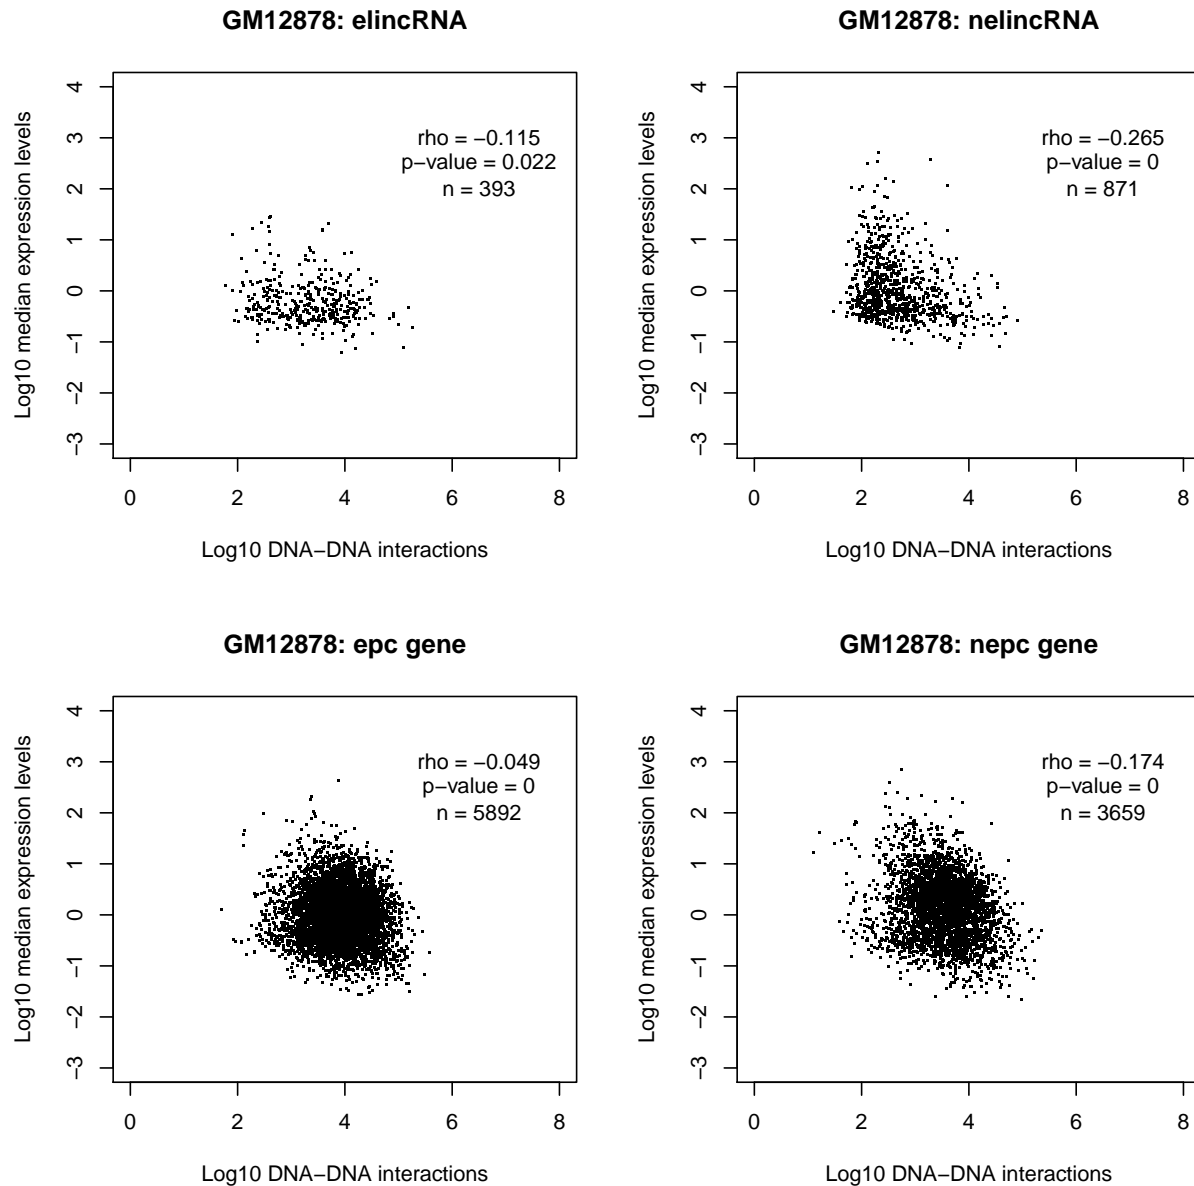 GM12878: elincRNA
Log10 median expression levels
4
3
2
1
0
−1
−2
−3
rho = −0.115
p−value = 0.022
n = 393
0 2 4 6 8
Log10 DNA−DNA interactions
GM12878: nelincRNA
Log10 median expression levels
4
3
2
1
0
−1
−2
−3
rho = −0.265
p−value = 0
n = 871
0 2 4 6 8
Log10 DNA−DNA interactions
GM12878: epc gene
Log10 median expression levels
4
3
2
1
0
−1
−2
−3
rho = −0.049
p−value = 0
n = 5892
0 2 4 6 8
Log10 DNA−DNA interactions
GM12878: nepc gene
Log10 median expression levels
4
3
2
1
0
−1
−2
−3
rho = −0.174
p−value = 0
n = 3659
0 2 4 6 8
Log10 DNA−DNA interactions